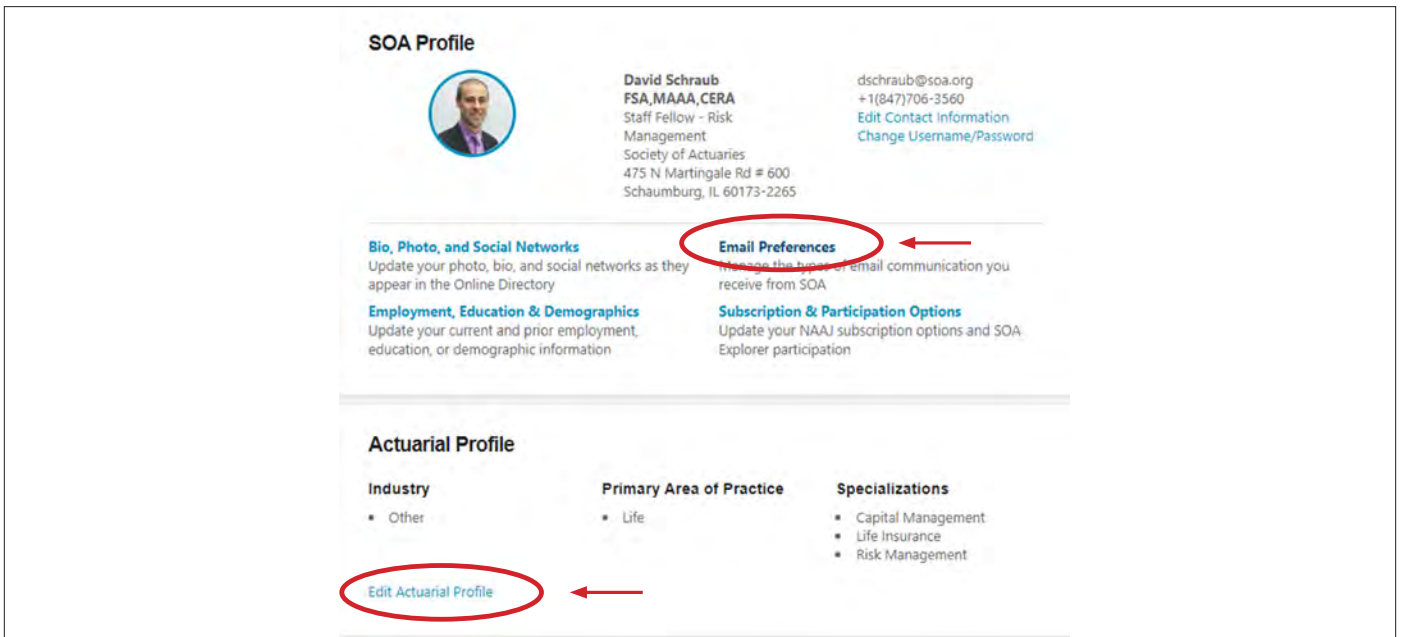 SOA Profile
David Schraub
FSA,MAAA,CERA
Staff Fellow - Risk
Management
Society of Actuaries
475 N Martingale Rd # 600
Schaumburg, IL 60173-2265
dschraub@soa.org
+1(847)706-3560
Edit Contact Information
Change Username/Password
Bio, Photo, and Social Networks
Update your photo, bio, and social networks as they
appear in the Online Directory
Email Preferences
Manage the types of email communication you
receive from SOA
Employment, Education & Demographics
Update your current and prior employment,
education, or demographic information
Subscription & Participation Options
Update your NAAJ subscription options and SOA
Explorer participation
Actuarial Profile
Industry
▪ Other
Primary Area of Practice
▪ Life
Specializations
▪ Capital Management
▪ Life Insurance
▪ Risk Management
Edit Actuarial Profile